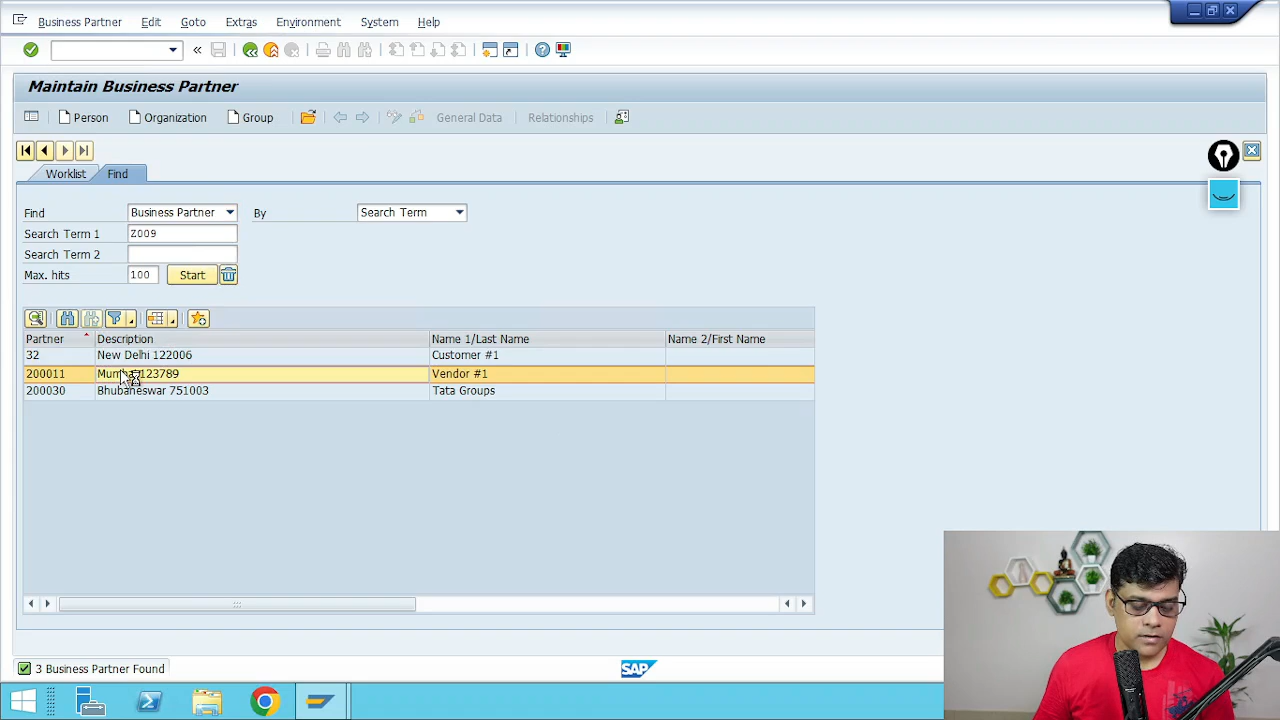 Business Partner Edit Goto Extras Environment System Help
Maintain Business Partner
Person Organization Group General Data Relationships
Worklist Find
Find Business Partner By Search Term
Search Term 1 Z009
Search Term 2
Max. hits 100 Start
Partner Description Name 1/Last Name Name 2/First Name
32 New Delhi 122006 Customer #1
200011 123789 Vendor #1
200030 Bhubaneswar 751003 Tata Groups
3 Business Partner Found
SAP